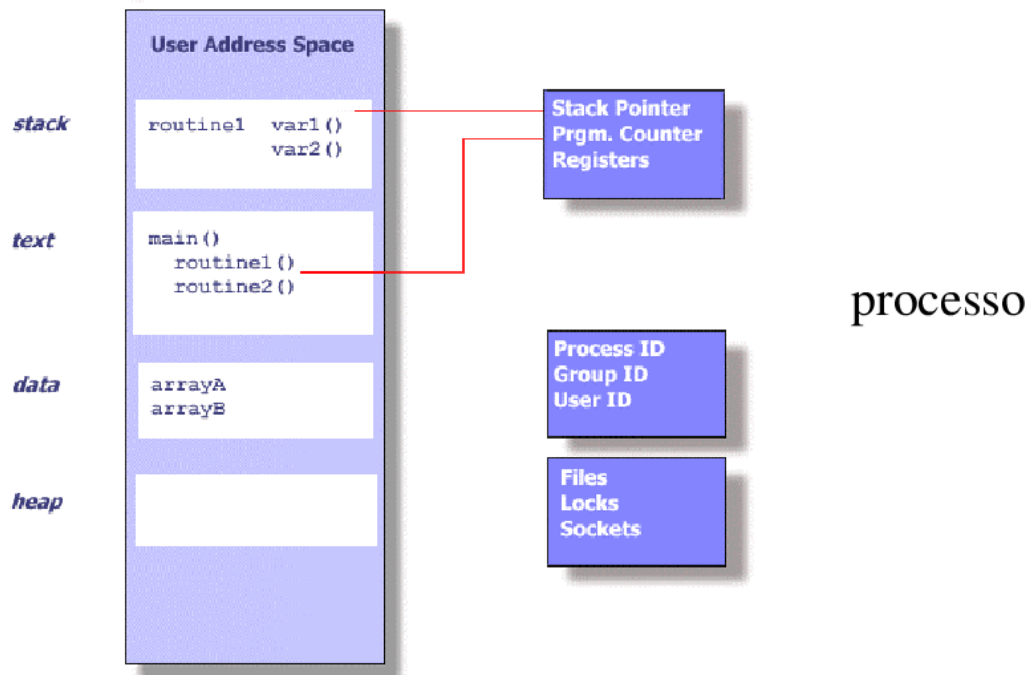 User Address Space
stack
routine1 var1()
var2()
Stack Pointer
Prgm. Counter
Registers
text
main()
routine1()
routine2()
processo
data
arrayA
arrayB
Process ID
Group ID
User ID
heap
Files
Locks
Sockets